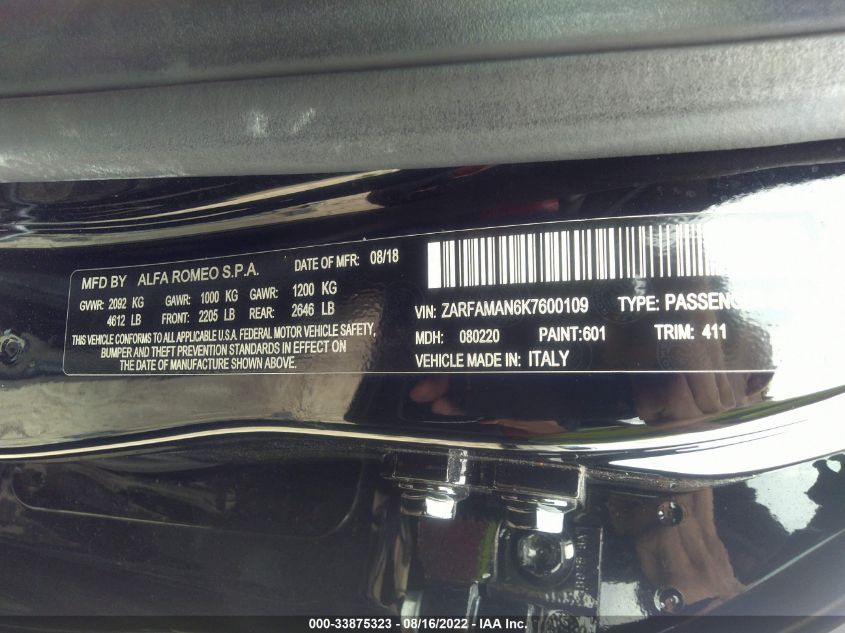 MFD BY ALFA ROMEO S.P.A. DATE OF MFR: 08/18
GVWR: 2092 KG GAWR: 1000 KG GAWR: 1200 KG
4612 LB FRONT: 2205 LB REAR: 2646 LB
THIS VEHICLE CONFORMS TO ALL APPLICABLE U.S.A. FEDERAL MOTOR VEHICLE SAFETY,
BUMPER AND THEFT PREVENTION STANDARDS IN EFFECT ON
THE DATE OF MANUFACTURE SHOWN ABOVE.
VIN: ZARFAMAN6K7600109 TYPE:
MDH: 080220 PAINT:601 TRIM: 411
VEHICLE MADE IN: ITALY
000-33875323 - 08/16/2022 - IAA Inc.